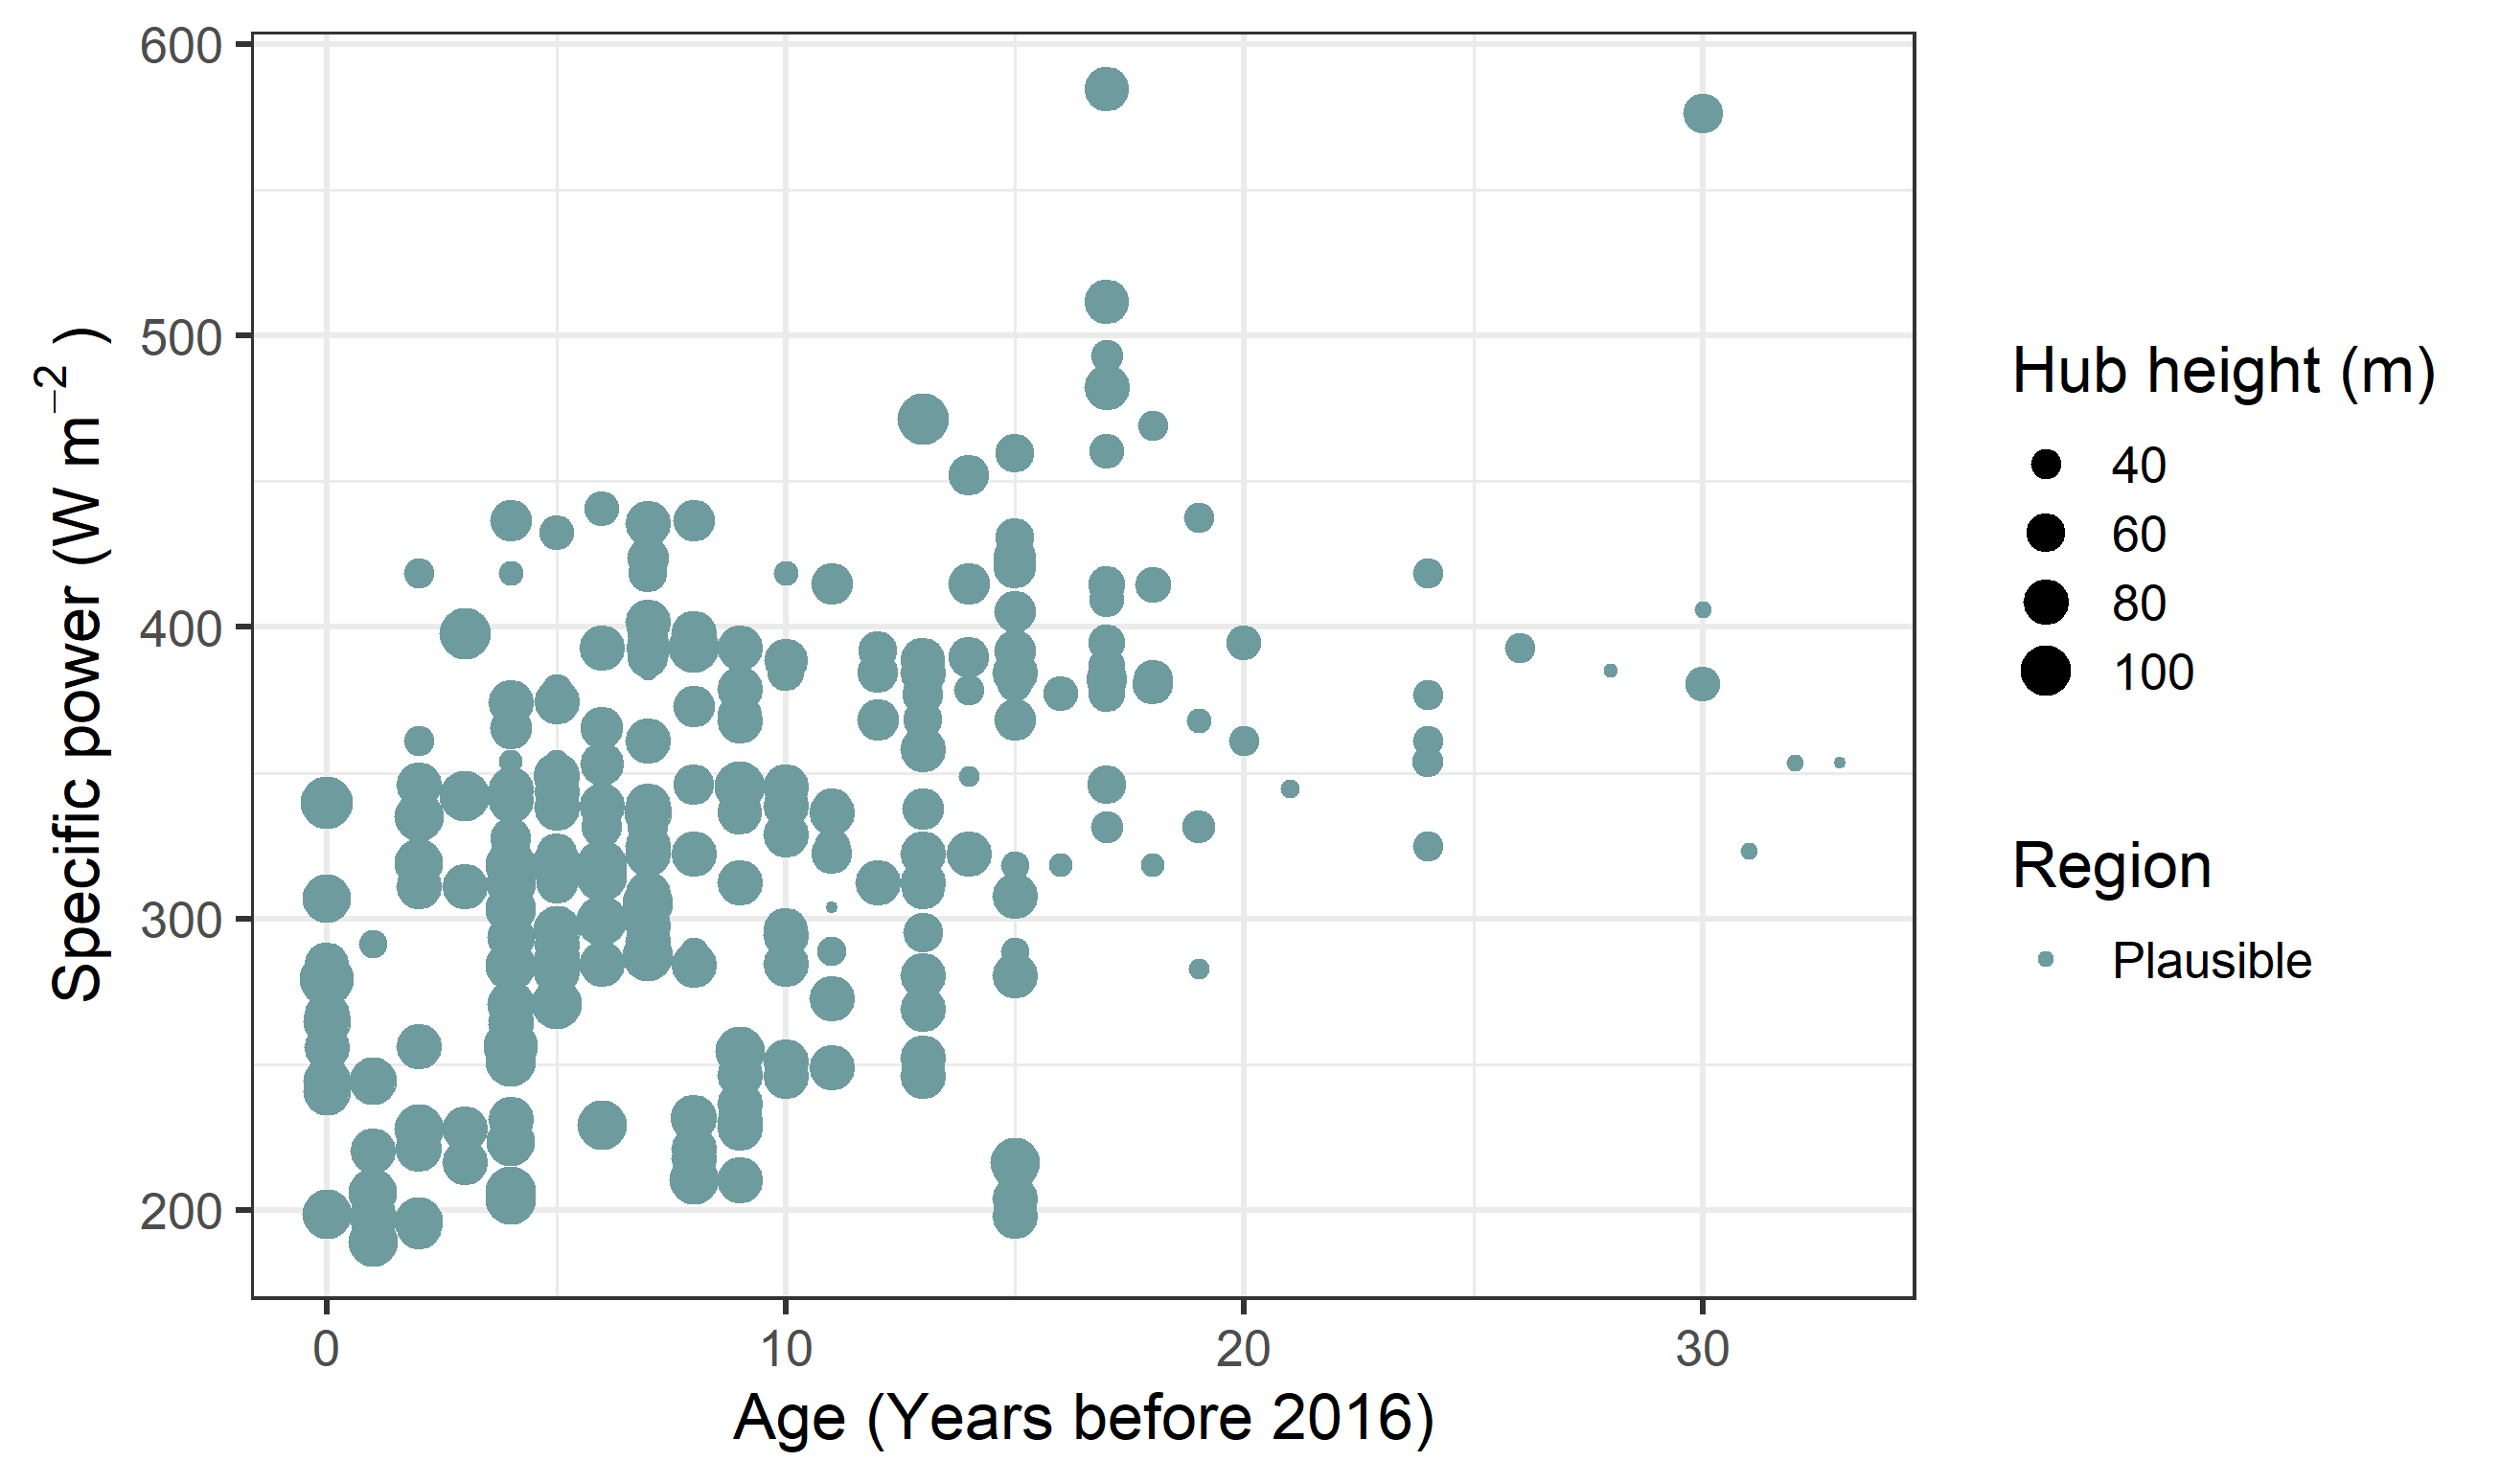 600
500
400
300
200
Specific power (W m⁻²)
0 10 20 30
Age (Years before 2016)
Hub height (m)
40
60
80
100
Region
Plausible